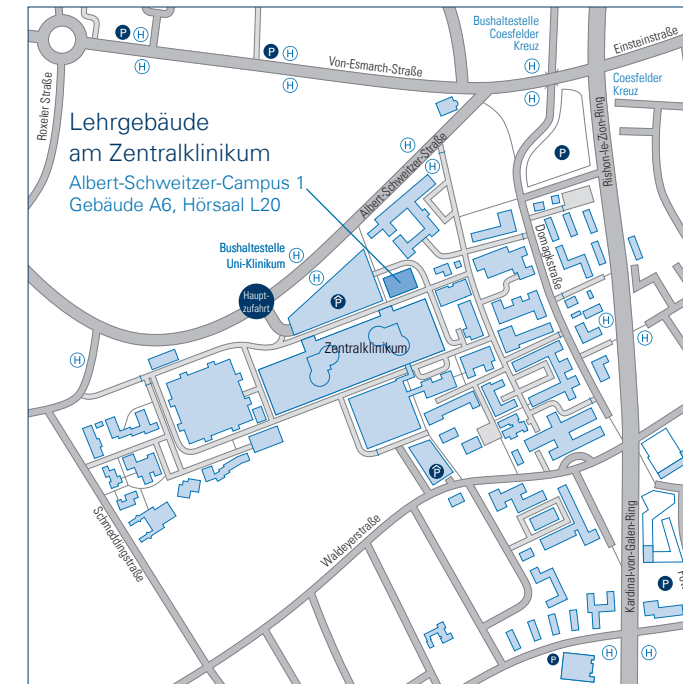 Bushaltestelle
Coesfelder
Kreuz
P
H
P
H
H
H
Von-Esmarch-Straße
Einsteinstraße
H
H
Coesfelder
Kreuz
Roxeler Straße
Rishon-le-Zion-Ring
Lehrgebäude
am Zentralklinikum
Albert-Schweitzer-Campus 1
Gebäude A6, Hörsaal L20
Albert-Schweitzer-Straße
H
H
P
Domagkstraße
Bushaltestelle
Uni-Klinikum
H
H
Haupt-
zufahrt
P
H
H
H
Zentralklinikum
P
Schmeddingstraße
Waldeyerstraße
Kardinal-von-Galen-Ring
P
P
H
H